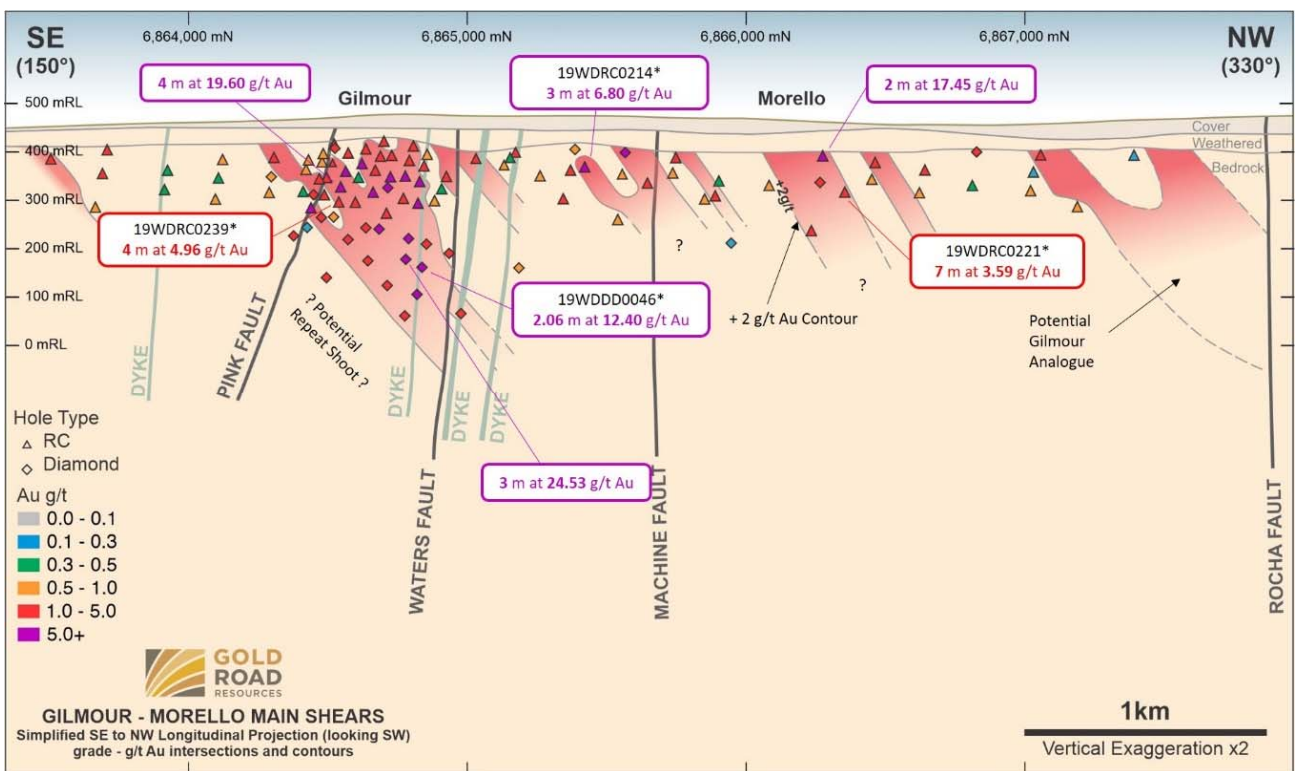 SE
(150°)
6,864,000 mN
6,865,000 mN
6,866,000 mN
6,867,000 mN
NW
(330°)
4 m at 19.60 g/t Au
Gilmour
19WDRC0214*
3 m at 6.80 g/t Au
Morello
2 m at 17.45 g/t Au
500 mRL
400 mRL
300 mRL
200 mRL
100 mRL
0 mRL
Cover
Weathered
Bedrock
+2g/t
19WDRC0239*
4 m at 4.96 g/t Au
19WDRC0221*
7 m at 3.59 g/t Au
?
?
19WDDD0046*
2.06 m at 12.40 g/t Au
+ 2 g/t Au Contour
Potential
Gilmour
Analogue
? Potential
Repeat Shoot ?
DYKE
PINK FAULT
DYKE
DYKE
DYKE
3 m at 24.53 g/t Au
WATERS FAULT
MACHINE FAULT
ROCHA FAULT
Hole Type
RC
Diamond
Au g/t
0.0 - 0.1
0.1 - 0.3
0.3 - 0.5
0.5 - 1.0
1.0 - 5.0
5.0+
GOLD
ROAD
RESOURCES
GILMOUR - MORELLO MAIN SHEARS
Simplified SE to NW Longitudinal Projection (looking SW)
grade - g/t Au intersections and contours
1km
Vertical Exaggeration x2